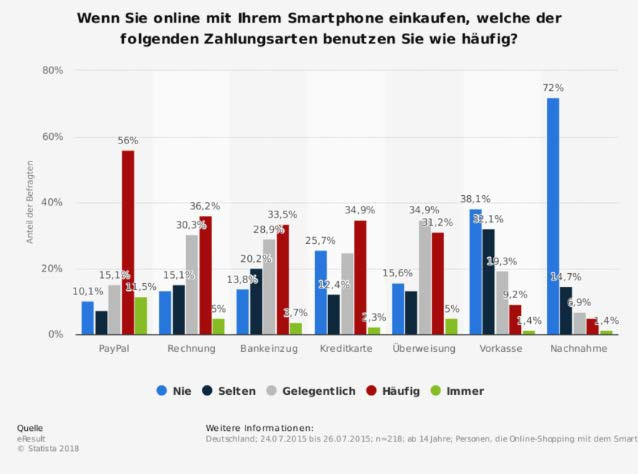 Wenn Sie online mit Ihrem Smartphone einkaufen, welche der
folgenden Zahlungsarten benutzen Sie wie häufig?
80%
60%
40%
20%
0%
Anteil der Befragten
10,1% 15,1% 56% 11,5%
15,1% 30,3% 36,2% 5%
13,8% 20,2% 28,9% 33,5% 3,7%
25,7% 12,4% 34,9% 2,3%
15,6% 34,9% 31,2% 5%
38,1% 32,1% 19,3% 9,2% 1,4%
72% 14,7% 6,9% 1,4%
PayPal Rechnung Bankeinzug Kreditkarte Überweisung Vorkasse Nachnahme
Nie Selten Gelegentlich Häufig Immer
Quelle
eResult
© Statista 2018
Weitere Informationen:
Deutschland; 24.07.2015 bis 26.07.2015; n=218; ab 14 Jahre; Personen, die Online-Shopping mit dem Smart